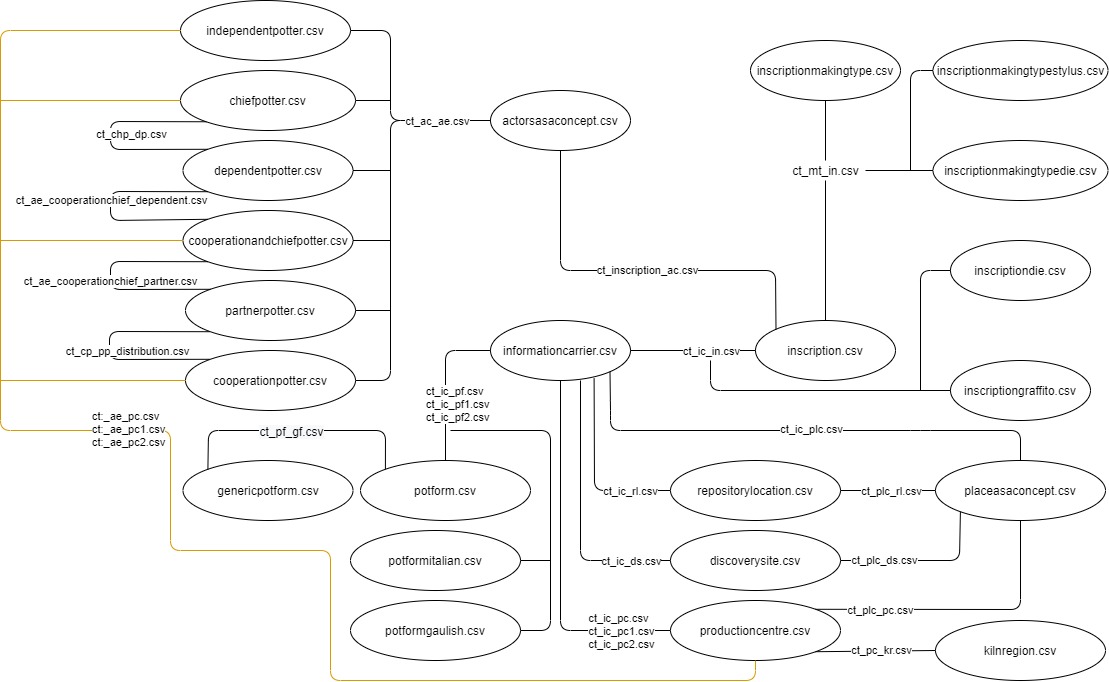 independentpotter.csv
chiefpotter.csv
ct_chp_dp.csv
dependentpotter.csv
ct_ae_cooperationchief_dependent.csv
cooperationandchiefpotter.csv
ct_ae_cooperationchief_partner.csv
partnerpotter.csv
ct_cp_pp_distribution.csv
cooperationpotter.csv
ct:_ae_pc.csv
ct:_ae_pc1.csv
ct:_ae_pc2.csv
ct_ac_ae.csv
actorsasaconcept.csv
inscriptionmakingtype.csv
inscriptionmakingtypestylus.csv
ct_mt_in.csv
inscriptionmakingtypedie.csv
ct_inscription_ac.csv
inscriptiondie.csv
informationcarrier.csv
ct_ic_in.csv
inscription.csv
inscriptiongraffito.csv
ct_ic_pf.csv
ct_ic_pf1.csv
ct_ic_pf2.csv
ct_pf_gf.csv
ct_ic_plc.csv
genericpotform.csv
potform.csv
ct_ic_rl.csv
repositorylocation.csv
ct_plc_rl.csv
placeasaconcept.csv
potformitalian.csv
ct_ic_ds.csv
discoverysite.csv
ct_plc_ds.csv
potformgaulish.csv
ct_ic_pc.csv
ct_ic_pc1.csv
ct_ic_pc2.csv
productioncentre.csv
ct_plc_pc.csv
ct_pc_kr.csv
kilnregion.csv